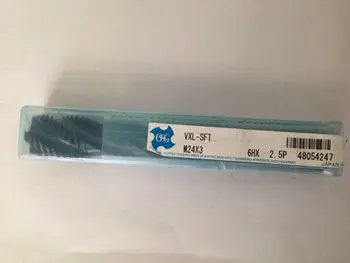 OSG
VXL-SFT
M24X3 6HX 2.5P 48054247
JAPAN